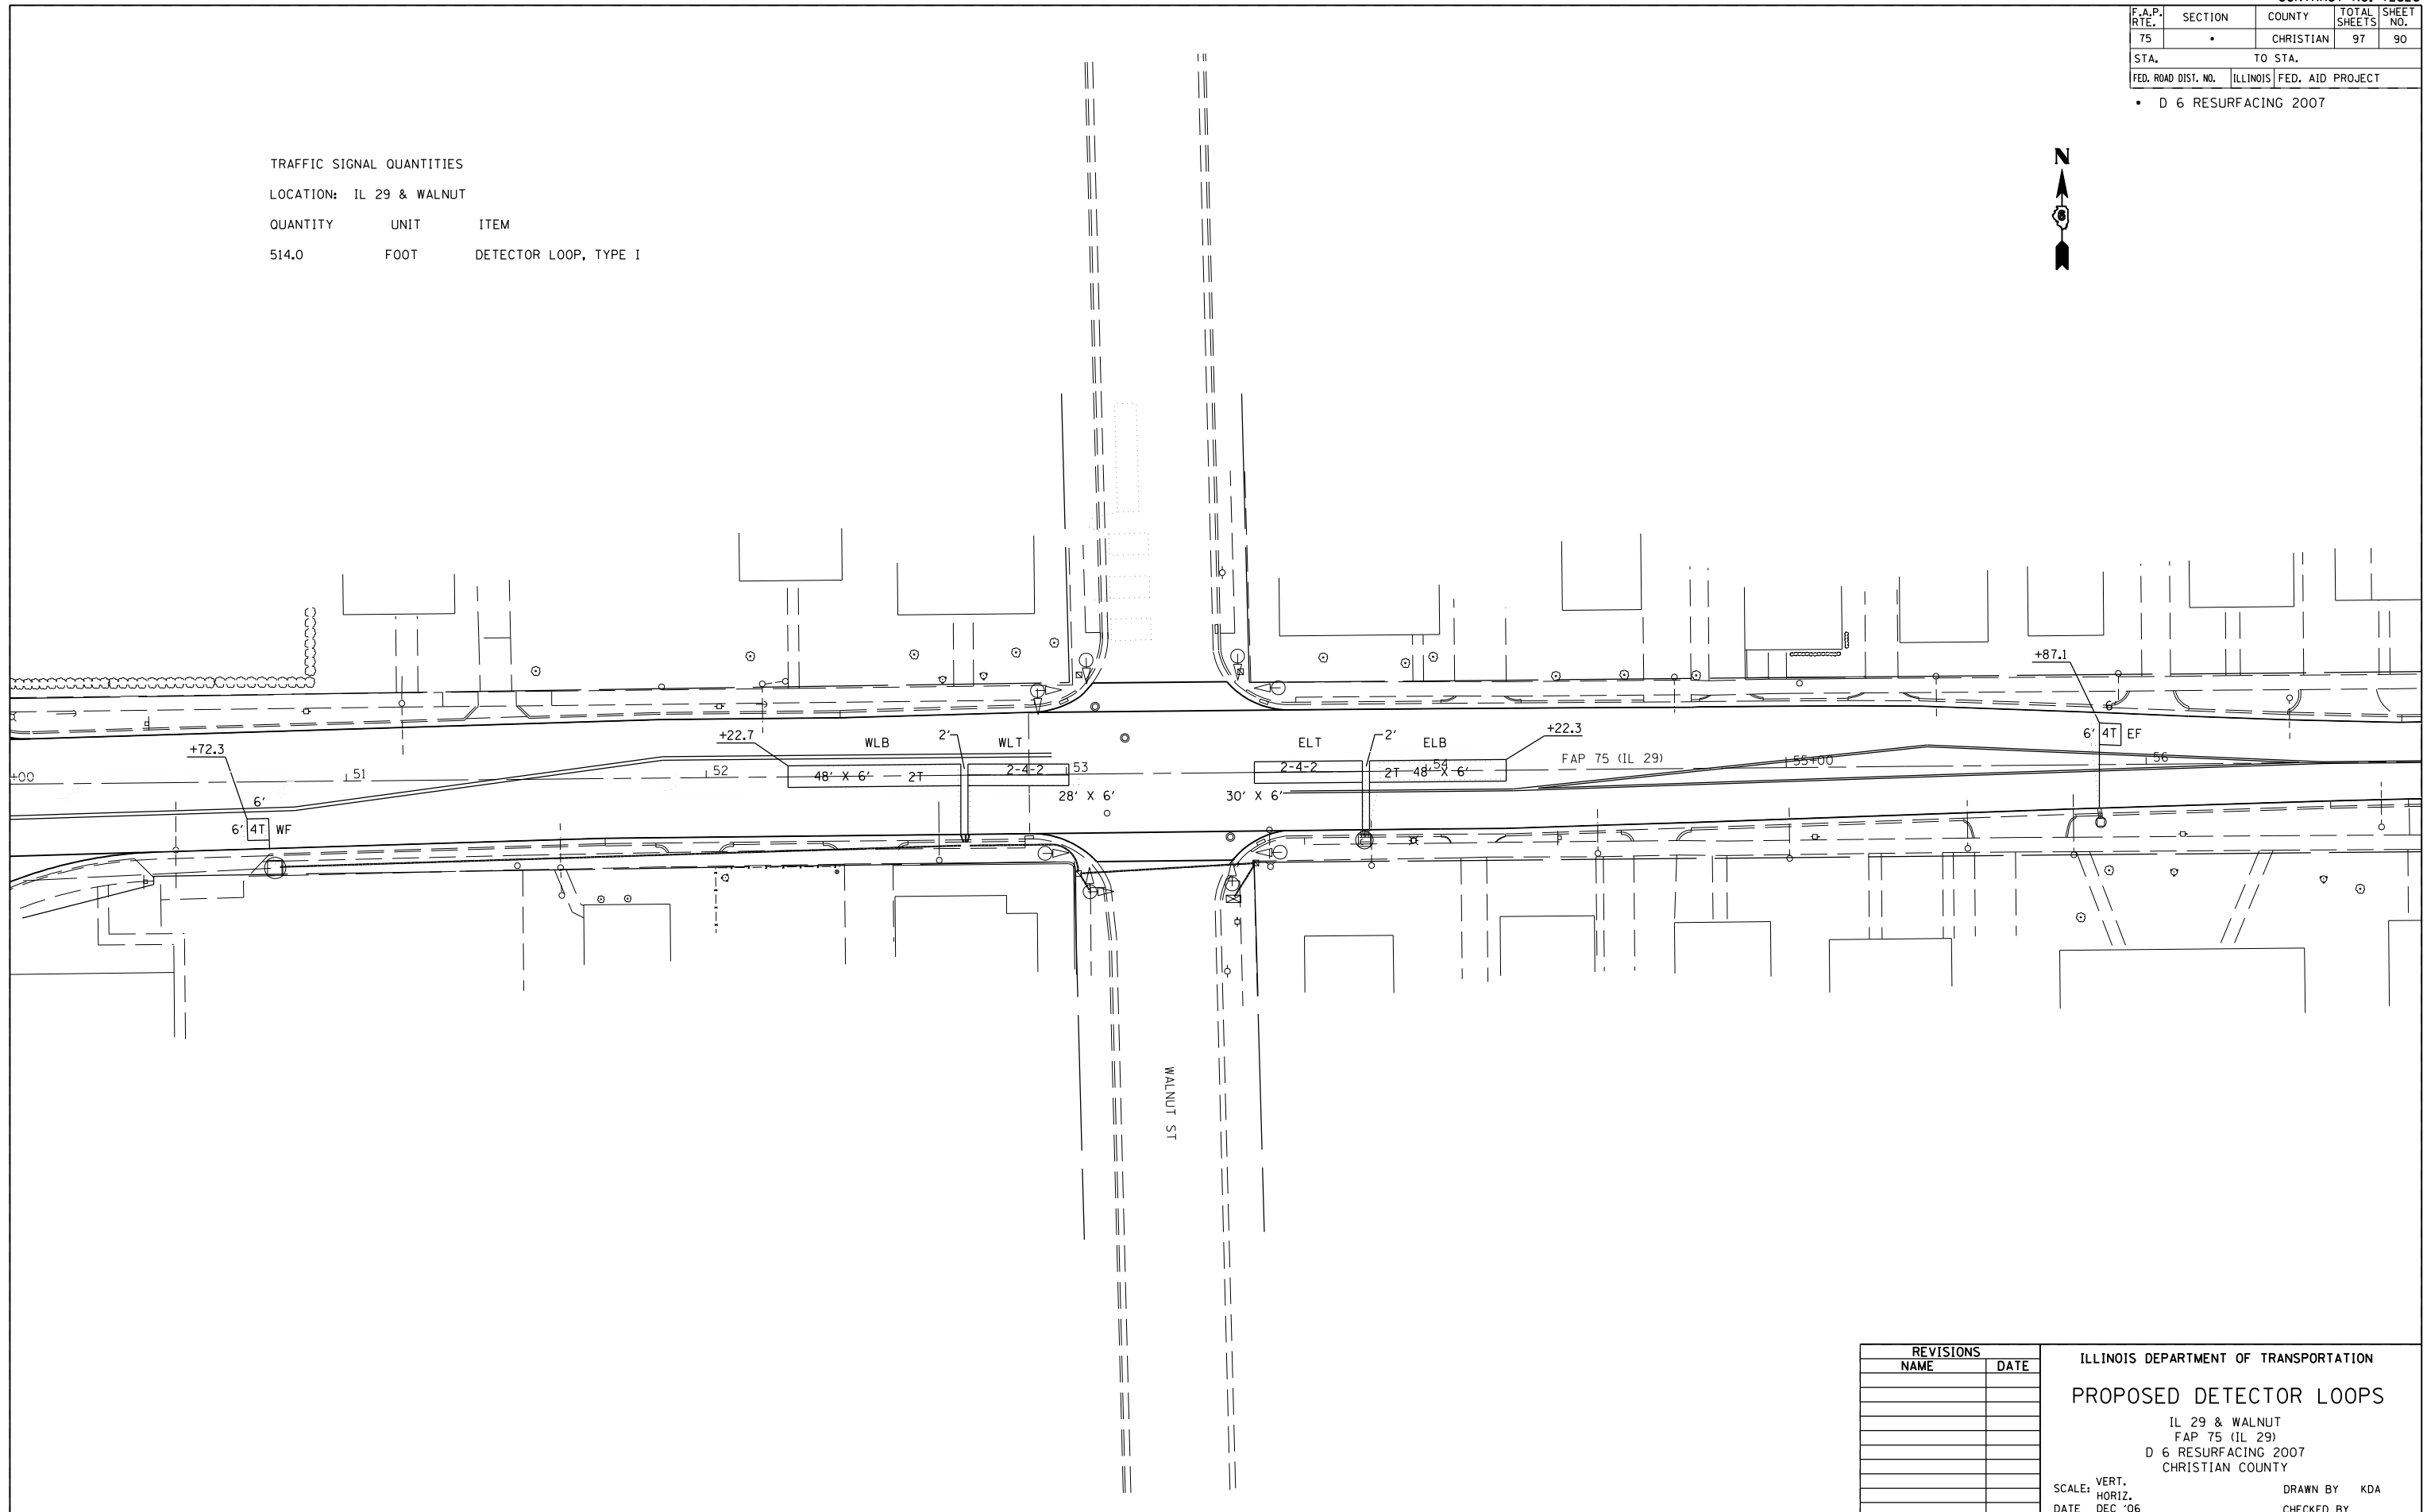 F.A.P. RTE. SECTION COUNTY TOTAL SHEETS SHEET NO.
75 • CHRISTIAN 97 90
STA. TO STA.
FED. ROAD DIST. NO. ILLINOIS FED. AID PROJECT
• D 6 RESURFACING 2007
N
6
TRAFFIC SIGNAL QUANTITIES
LOCATION: IL 29 & WALNUT
QUANTITY UNIT ITEM
514.0 FOOT DETECTOR LOOP, TYPE I
+87.1
6'
6' 4T EF
+72.3
+22.7
WLB 2' WLT
ELT 2' ELB
+22.3
FAP 75 (IL 29)
+00 51 52 53 54 55+00 56
48' X 6' 2T 2-4-2
2-4-2 2T 48' X 6'
28' X 6' 30' X 6'
6'
6' 4T WF
WALNUT ST
REVISIONS
NAME DATE
ILLINOIS DEPARTMENT OF TRANSPORTATION
PROPOSED DETECTOR LOOPS
IL 29 & WALNUT
FAP 75 (IL 29)
D 6 RESURFACING 2007
CHRISTIAN COUNTY
SCALE: VERT. HORIZ. DRAWN BY KDA
DATE DEC '06 CHECKED BY